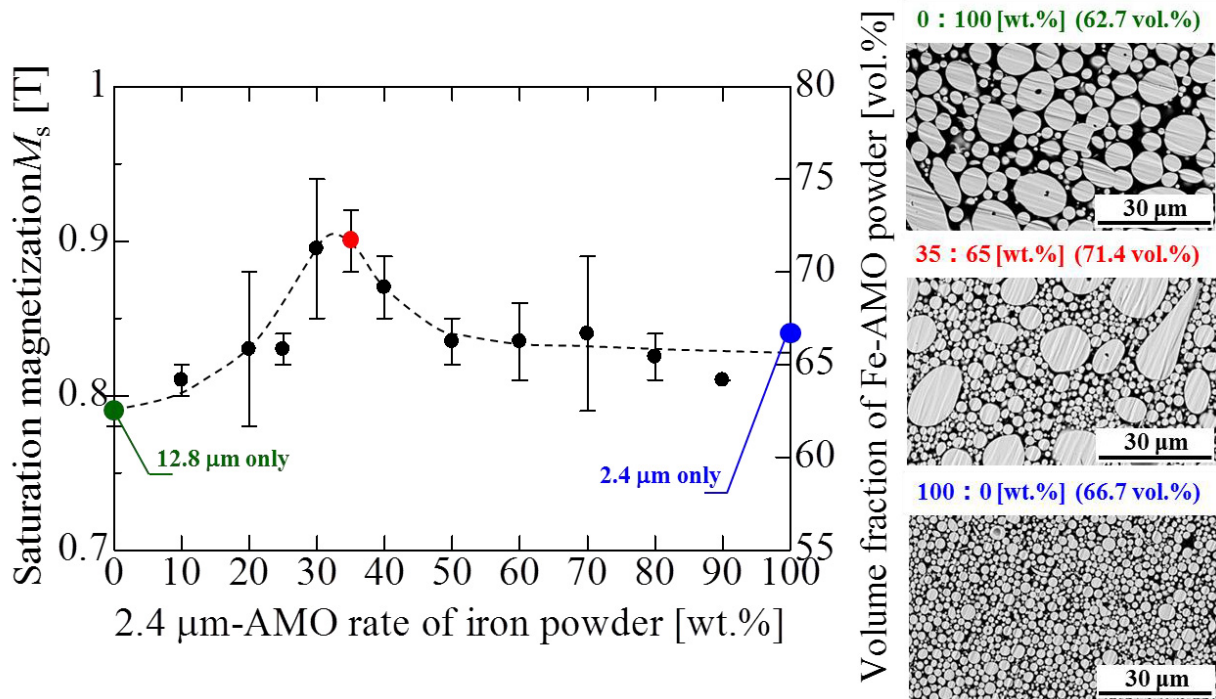 Saturation magnetization M_s [T]
1
0.9
0.8
0.7
0
10
20
30
40
50
60
70
80
90
100
2.4 μm-AMO rate of iron powder [wt.%]
12.8 μm only
2.4 μm only
80
75
70
65
60
55
Volume fraction of Fe-AMO powder [vol.%]
0 : 100 [wt.%] (62.7 vol.%)
30 μm
35 : 65 [wt.%] (71.4 vol.%)
30 μm
100 : 0 [wt.%] (66.7 vol.%)
30 μm